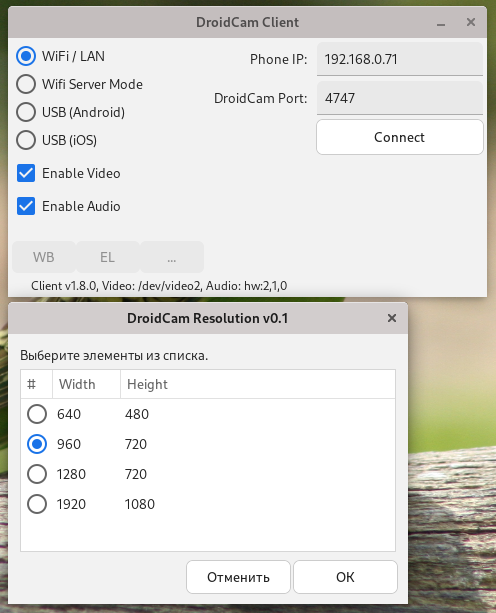 DroidCam Client
WiFi / LAN
Phone IP: 192.168.0.71
Wifi Server Mode
DroidCam Port: 4747
USB (Android)
USB (iOS)
Connect
Enable Video
Enable Audio
WB EL ...
Client v1.8.0, Video: /dev/video2, Audio: hw:2,1,0
DroidCam Resolution v0.1
Выберите элементы из списка.
# Width Height
640 480
960 720
1280 720
1920 1080
Отменить OK